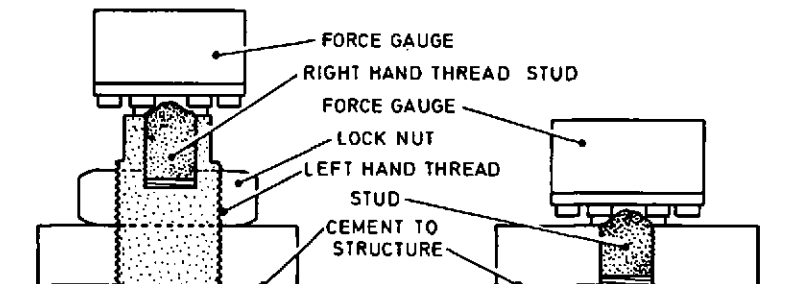 FORCE GAUGE
RIGHT HAND THREAD STUD
FORCE GAUGE
LOCK NUT
LEFT HAND THREAD
STUD
CEMENT TO
STRUCTURE